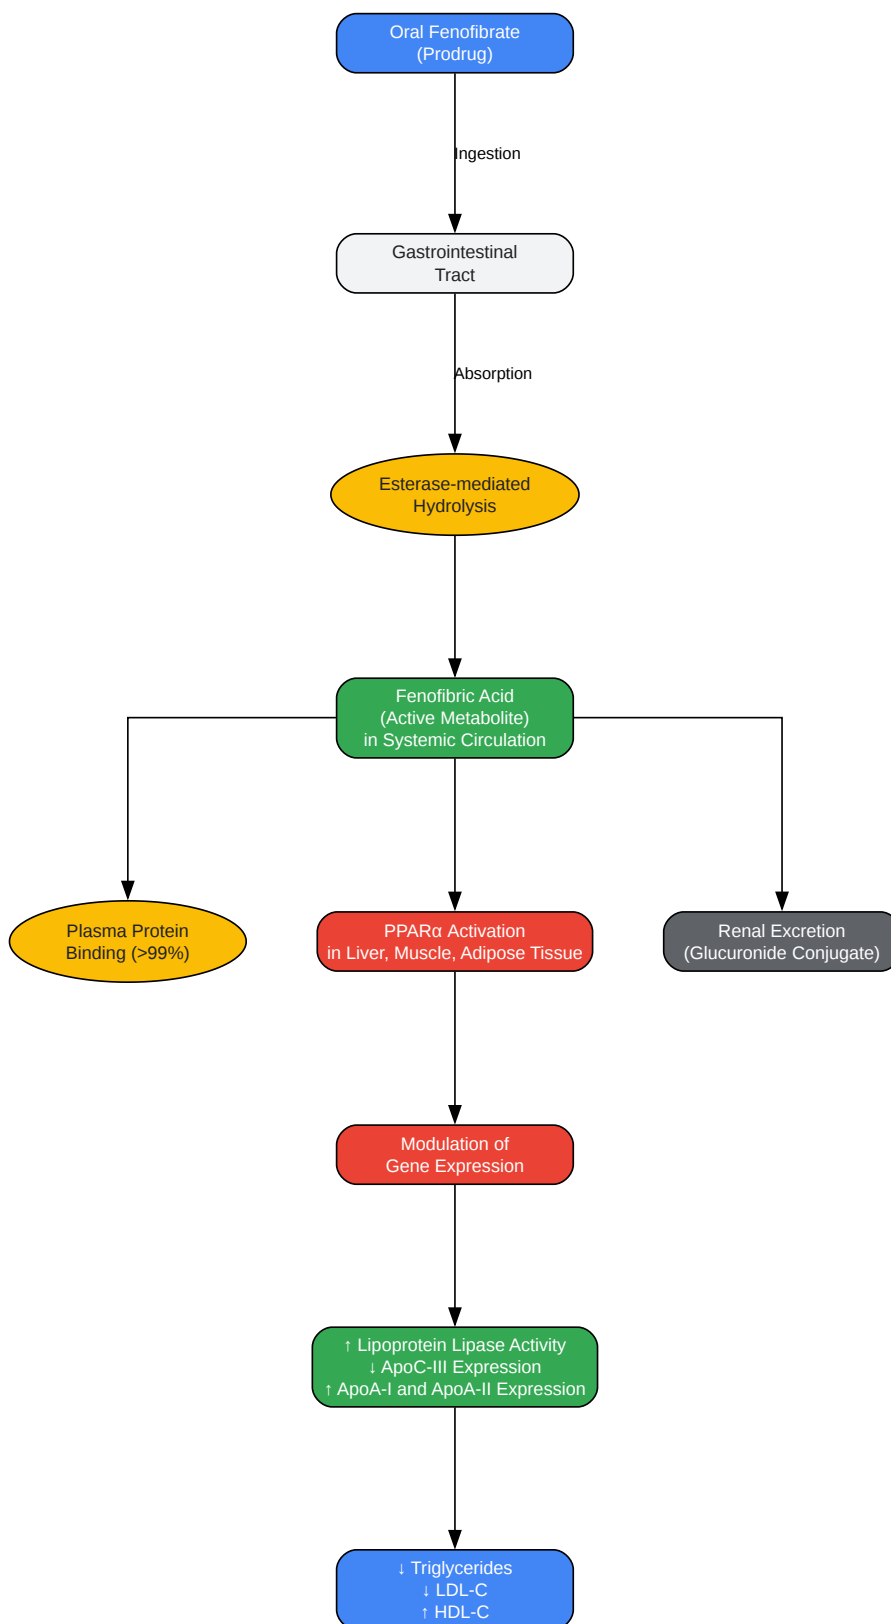 Oral Fenofibrate
(Prodrug)
Ingestion
Gastrointestinal
Tract
Absorption
Esterase-mediated
Hydrolysis
Fenofibric Acid
(Active Metabolite)
in Systemic Circulation
Plasma Protein
Binding (>99%)
PPARα Activation
in Liver, Muscle, Adipose Tissue
Renal Excretion
(Glucuronide Conjugate)
Modulation of
Gene Expression
↑ Lipoprotein Lipase Activity
↓ ApoC-III Expression
↑ ApoA-I and ApoA-II Expression
↓ Triglycerides
↓ LDL-C
↑ HDL-C